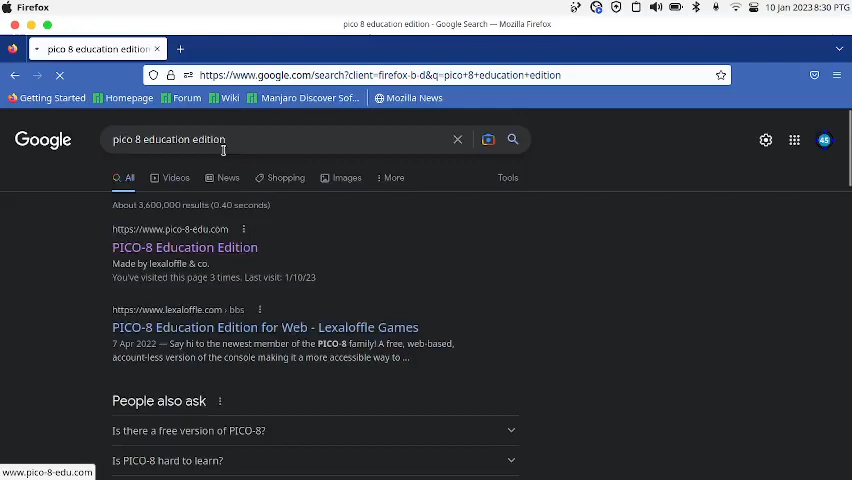 Firefox
10 Jan 2023 8:30 PTG
pico 8 education edition - Google Search — Mozilla Firefox
pico 8 education edition
https://www.google.com/search?client=firefox-b-d&q=pico+8+education+edition
Getting Started
Homepage
Forum
Wiki
Manjaro Discover Sof...
Mozilla News
Google
pico 8 education edition
45
All
Videos
News
Shopping
Images
More
Tools
About 3,600,000 results (0.40 seconds)
https://www.pico-8-edu.com
PICO-8 Education Edition
Made by lexaloffle & co.
You've visited this page 3 times. Last visit: 1/10/23
https://www.lexaloffle.com › bbs
PICO-8 Education Edition for Web - Lexaloffle Games
7 Apr 2022 — Say hi to the newest member of the PICO-8 family! A free, web-based,
account-less version of the console making it a more accessible way to ...
People also ask
Is there a free version of PICO-8?
Is PICO-8 hard to learn?
www.pico-8-edu.com